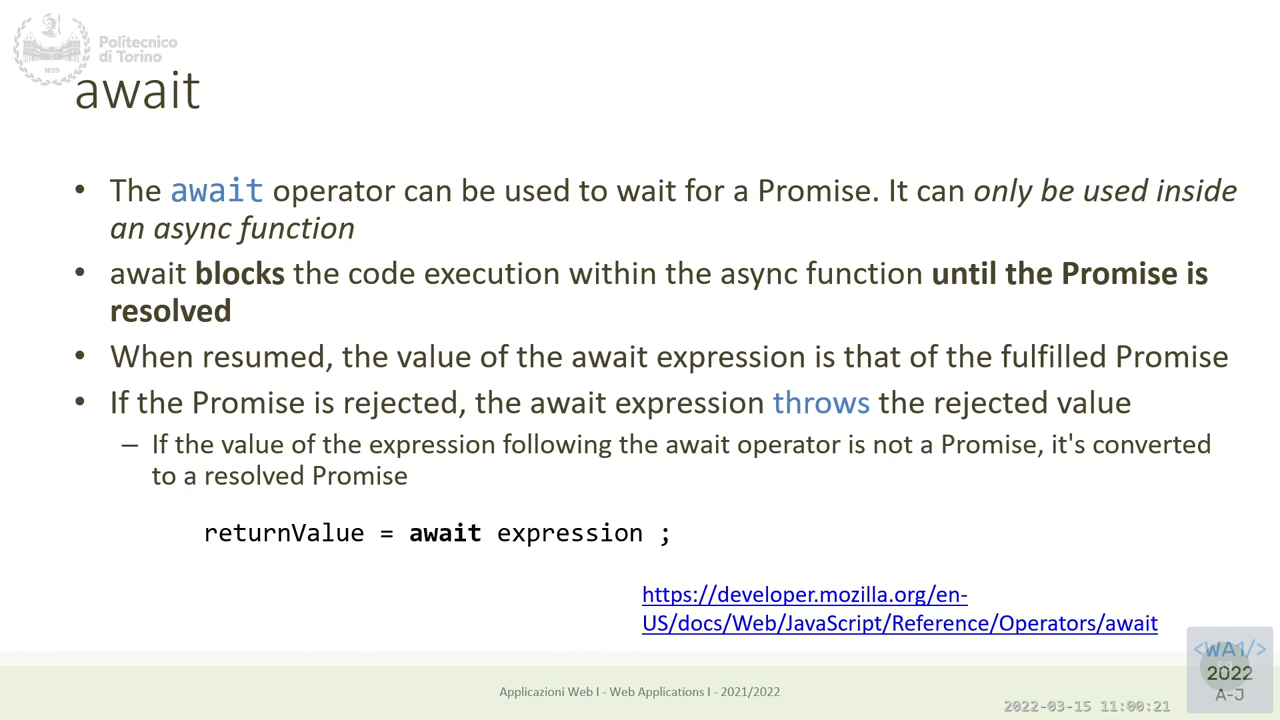 Politecnico
di Torino
1859
await
• The await operator can be used to wait for a Promise. It can only be used inside
an async function
• await blocks the code execution within the async function until the Promise is
resolved
• When resumed, the value of the await expression is that of the fulfilled Promise
• If the Promise is rejected, the await expression throws the rejected value
– If the value of the expression following the await operator is not a Promise, it's converted
to a resolved Promise
returnValue = await expression ;
https://developer.mozilla.org/en-
US/docs/Web/JavaScript/Reference/Operators/await
Applicazioni Web I - Web Applications I - 2021/2022
2022-03-15 11:00:21
<WA1/>
2022
A-J